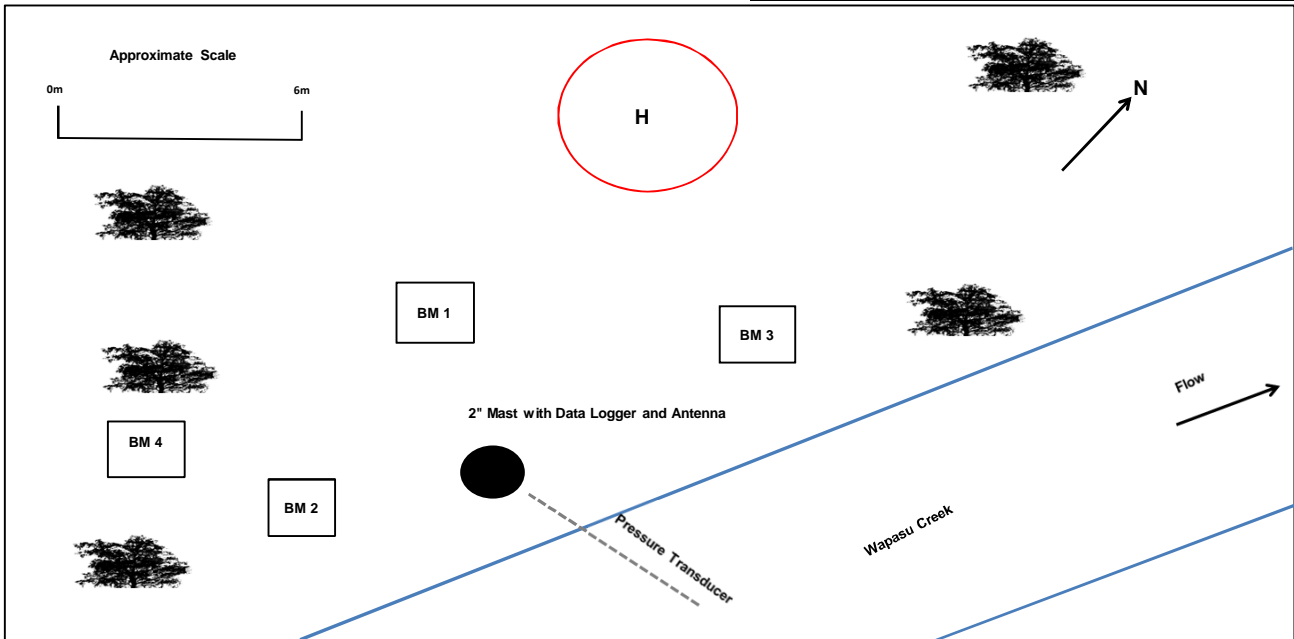 Approximate Scale
0m 6m
H
N
BM 1
BM 3
Flow
2" Mast with Data Logger and Antenna
BM 4
BM 2
Pressure Transducer
Wapasu Creek